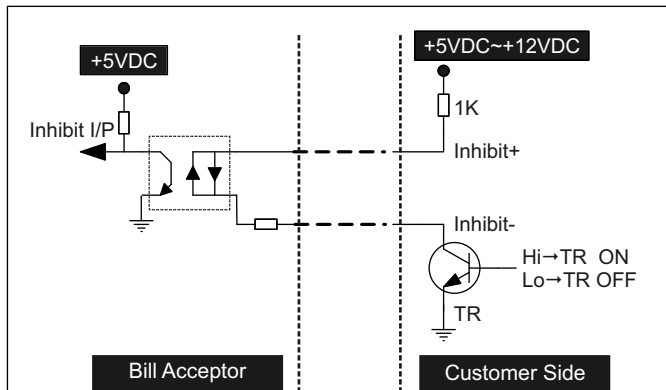 +5VDC
+5VDC~+12VDC
1K
Inhibit I/P
Inhibit+
Inhibit-
Hi→TR ON
Lo→TR OFF
TR
Bill Acceptor
Customer Side